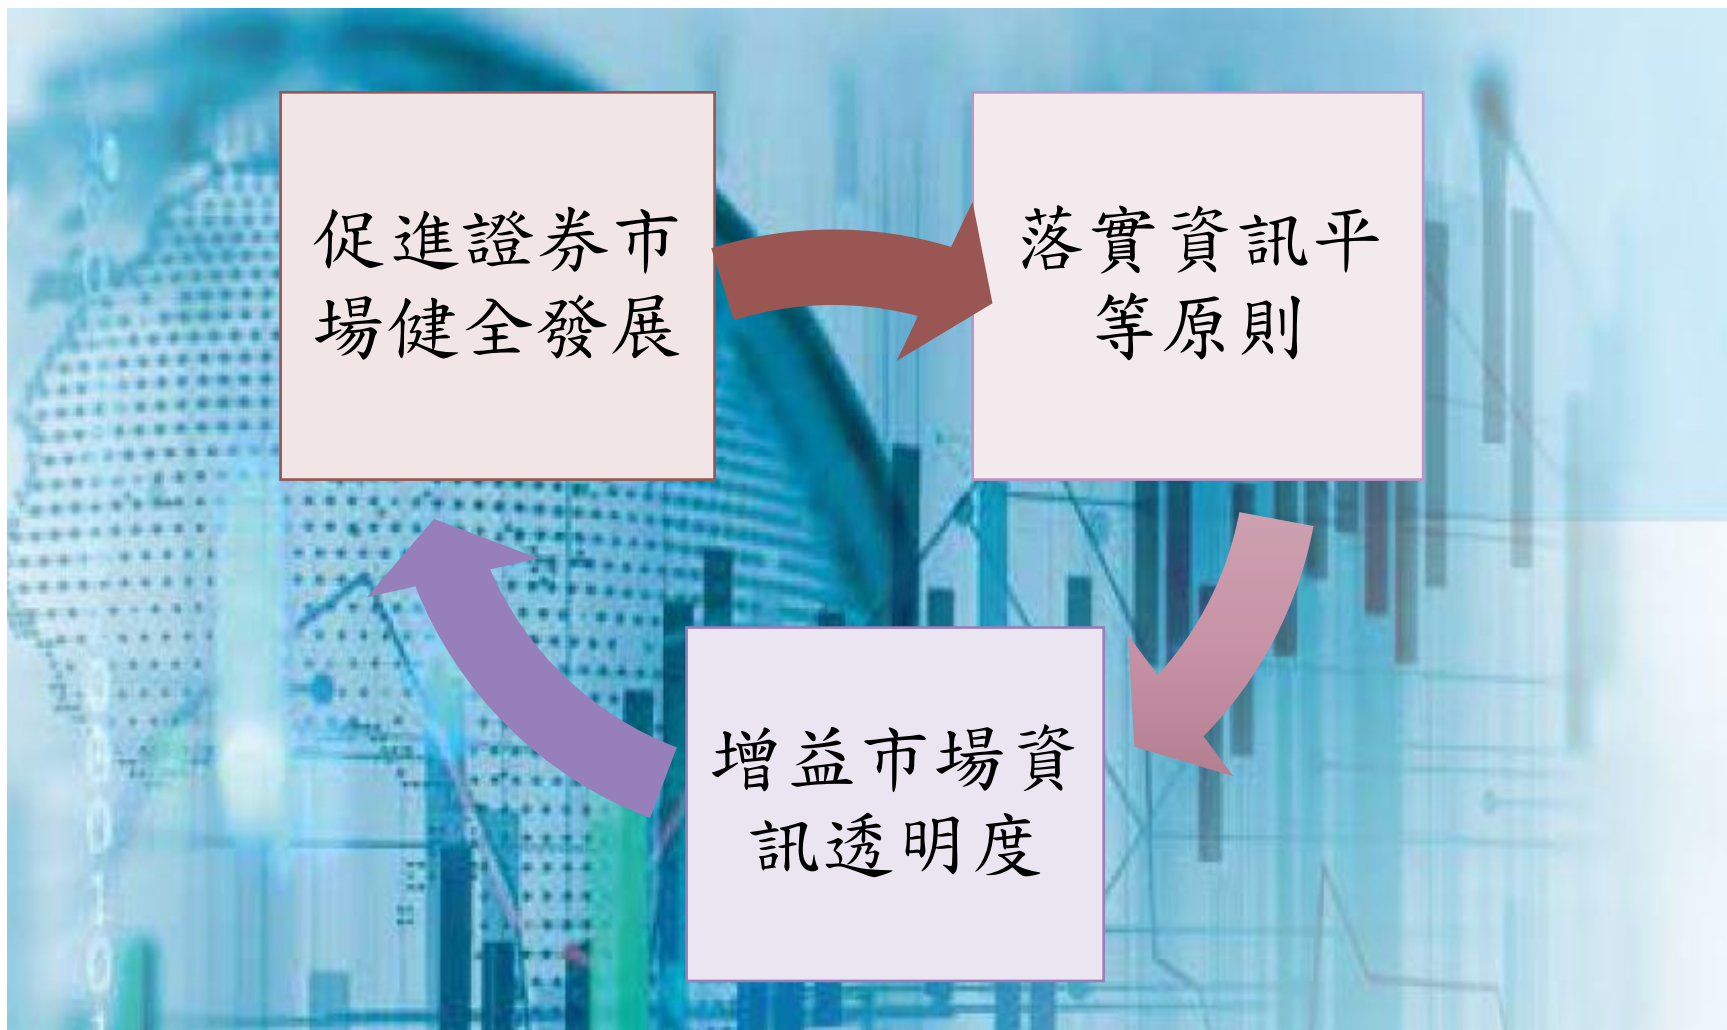 促進證券市
場健全發展
落實資訊平
等原則
增益市場資
訊透明度